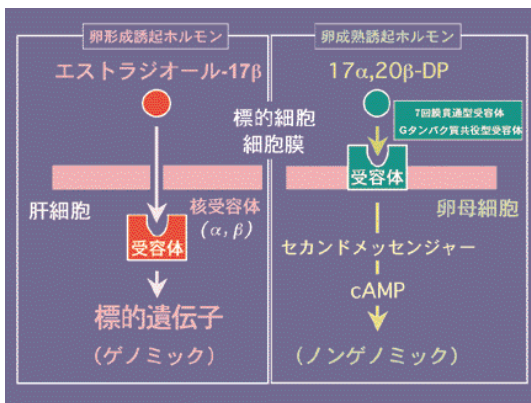 卵形成誘起ホルモン
エストラジオール-17β
標的細胞
細胞膜
肝細胞
核受容体
(α, β)
受容体
標的遺伝子
(ゲノミック)
卵成熟誘起ホルモン
17α,20β-DP
7回膜貫通型受容体
Gタンパク質共役型受容体
受容体
卵母細胞
セカンドメッセンジャー
cAMP
(ノンゲノミック)